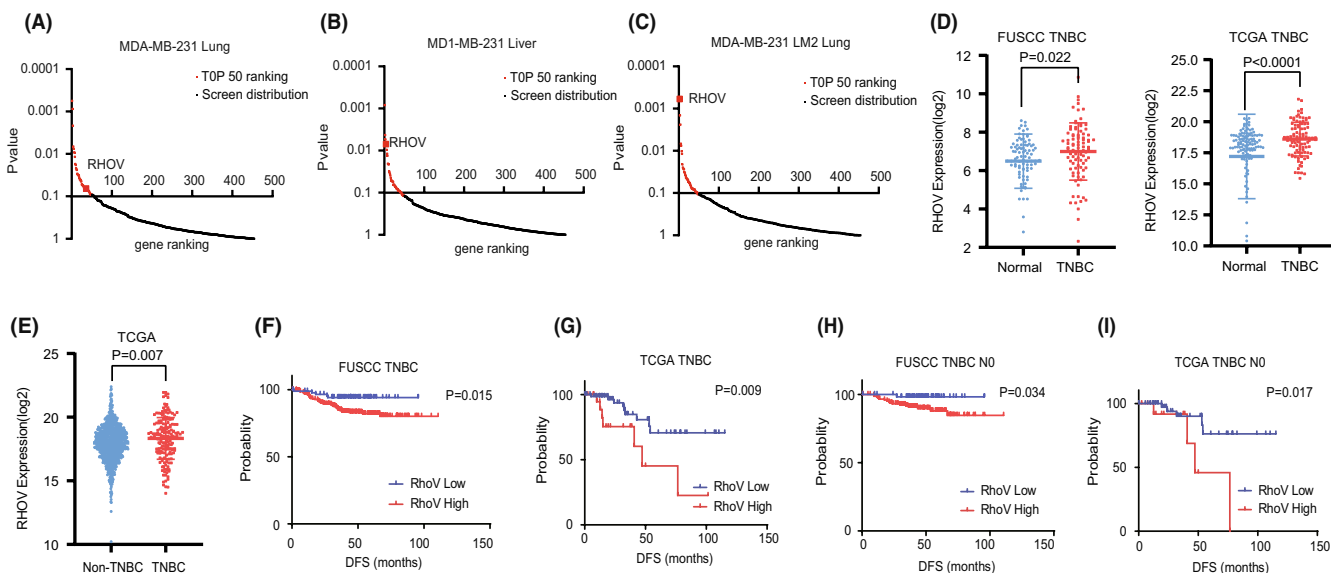 (A)
MDA-MB-231 Lung
0.0001
0.001
0.01
0.1
1
Pvalue
T0P 50 ranking
Screen distribution
RHOV
100 200 300 400 500
gene ranking
(B)
MD1-MB-231 Liver
0.0001
0.001
0.01
0.1
1
Pvalue
T0P 50 ranking
Screen distribution
RHOV
100 200 300 400 500
gene ranking
(C)
MDA-MB-231 LM2 Lung
0.0001
0.001
0.01
0.1
1
Pvalue
T0P 50 ranking
Screen distribution
RHOV
100 200 300 400 500
gene ranking
(D)
FUSCC TNBC
P=0.022
RHOV Expression(log2)
12
10
8
6
4
2
Normal TNBC
TCGA TNBC
P<0.0001
RHOV Expression(log2)
25.0
22.5
20.0
17.5
15.0
12.5
10.0
Normal TNBC
(E)
TCGA
P=0.007
RHOV Expression(log2)
25
20
15
10
Non-TNBC TNBC
(F)
FUSCC TNBC
P=0.015
Probablity
100
50
0
RhoV Low
RhoV High
0 50 100 150
DFS (months)
(G)
TCGA TNBC
P=0.009
Probablity
100
50
0
RhoV Low
RhoV High
0 50 100 150
DFS (months)
(H)
FUSCC TNBC N0
P=0.034
Probablity
100
50
0
RhoV Low
RhoV High
0 50 100 150
DFS (months)
(I)
TCGA TNBC N0
P=0.017
Probablity
100
50
0
RhoV Low
RhoV High
0 50 100 150
DFS (months)